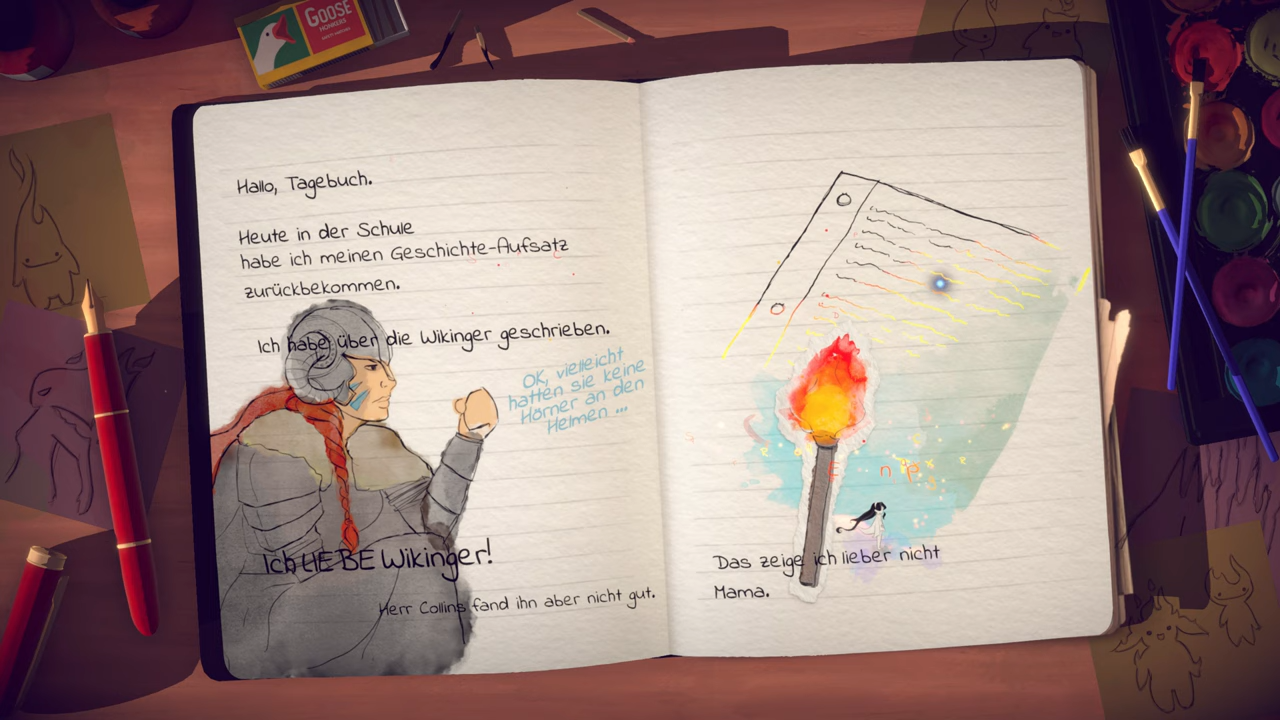 GOOSE
HONKERS
Hallo, Tagebuch.
Heute in der Schule
habe ich meinen Geschichte-Aufsatz
zurückbekommen.
Ich habe über die Wikinger geschrieben.
OK, vielleicht
hatten sie keine
Hörner an den
Helmen ...
Ich LIEBE Wikinger!
Herr Collins fand ihn aber nicht gut.
Das zeige ich lieber nicht
Mama.